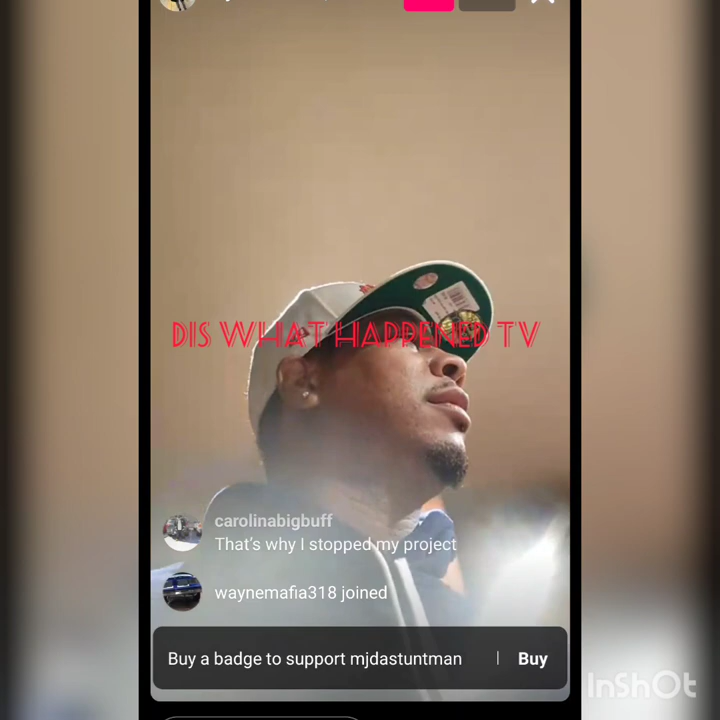 DIS WHAT HAPPENED TV
carolinabigbuff
That's why I stopped my project
waynemafia318 joined
Buy a badge to support mjdastuntman | Buy
InShOt